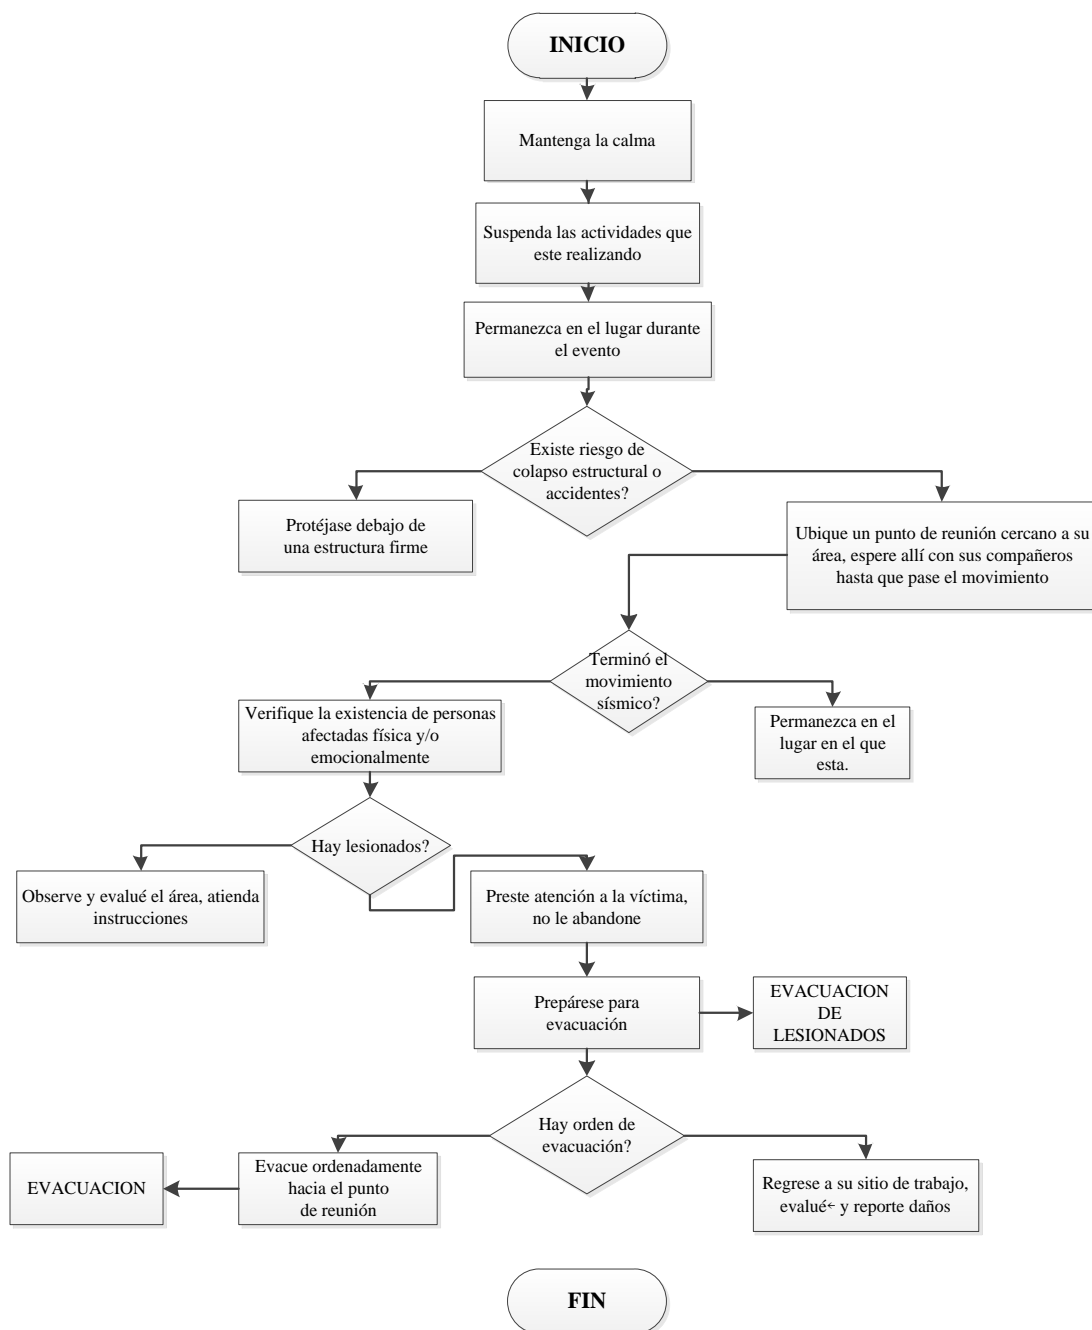 INICIO
Mantenga la calma
Suspenda las actividades que
este realizando
Permanezca en el lugar durante
el evento
Existe riesgo de
colapso estructural o
accidentes?
Protéjase debajo de
una estructura firme
Ubique un punto de reunión cercano a su
área, espere allí con sus compañeros
hasta que pase el movimiento
Terminó el
movimiento
sísmico?
Verifique la existencia de personas
afectadas física y/o
emocionalmente
Permanezca en el
lugar en el que
esta.
Hay lesionados?
Observe y evalué el área, atienda
instrucciones
Preste atención a la víctima,
no le abandone
Prepárese para
evacuación
EVACUACION
DE
LESIONADOS
Hay orden de
evacuación?
EVACUACION
Evacue ordenadamente
hacia el punto
de reunión
Regrese a su sitio de trabajo,
evalué← y reporte daños
FIN